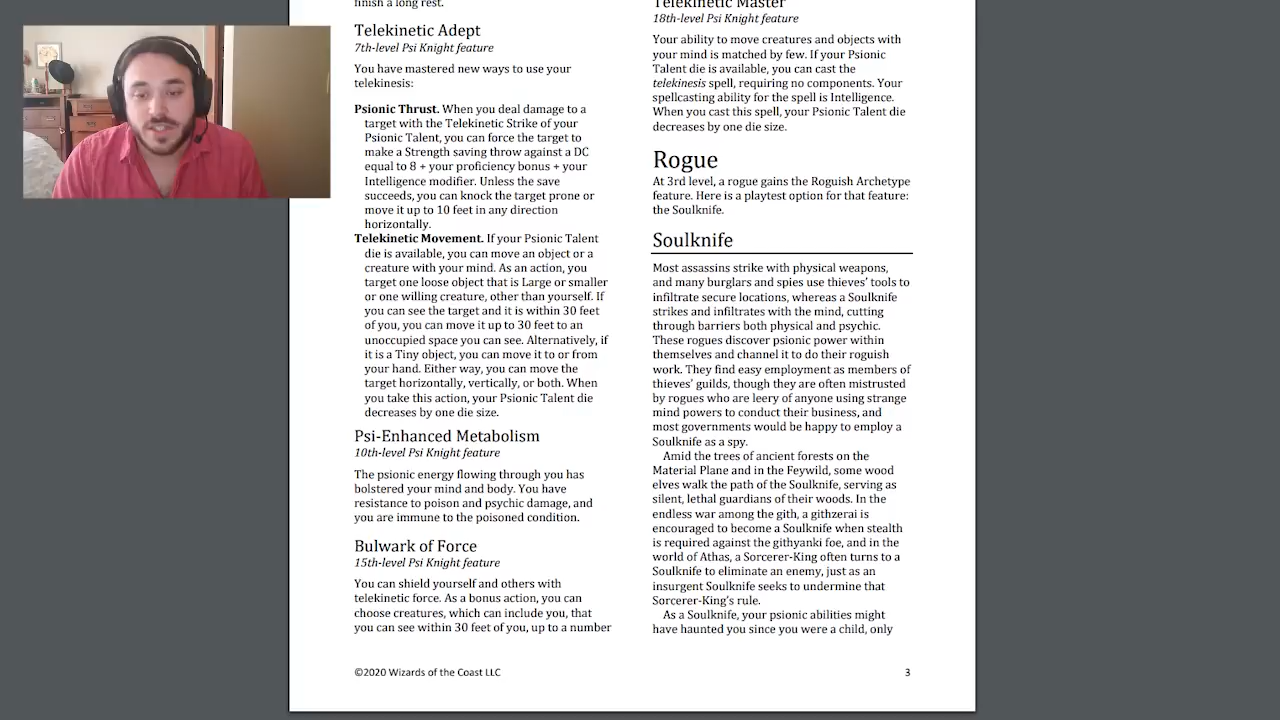 finish a long rest.
Telekinetic Adept
7th-level Psi Knight feature
You have mastered new ways to use your
telekinesis:
Psionic Thrust. When you deal damage to a
target with the Telekinetic Strike of your
Psionic Talent, you can force the target to
make a Strength saving throw against a DC
equal to 8 + your proficiency bonus + your
Intelligence modifier. Unless the save
succeeds, you can knock the target prone or
move it up to 10 feet in any direction
horizontally.
Telekinetic Movement. If your Psionic Talent
die is available, you can move an object or a
creature with your mind. As an action, you
target one loose object that is Large or smaller
or one willing creature, other than yourself. If
you can see the target and it is within 30 feet
of you, you can move it up to 30 feet to an
unoccupied space you can see. Alternatively, if
it is a Tiny object, you can move it to or from
your hand. Either way, you can move the
target horizontally, vertically, or both. When
you take this action, your Psionic Talent die
decreases by one die size.
Psi-Enhanced Metabolism
10th-level Psi Knight feature
The psionic energy flowing through you has
bolstered your mind and body. You have
resistance to poison and psychic damage, and
you are immune to the poisoned condition.
Bulwark of Force
15th-level Psi Knight feature
You can shield yourself and others with
telekinetic force. As a bonus action, you can
choose creatures, which can include you, that
you can see within 30 feet of you, up to a number
Telekinetic Master
18th-level Psi Knight feature
Your ability to move creatures and objects with
your mind is matched by few. If your Psionic
Talent die is available, you can cast the
telekinesis spell, requiring no components. Your
spellcasting ability for the spell is Intelligence.
When you cast this spell, your Psionic Talent die
decreases by one die size.
Rogue
At 3rd level, a rogue gains the Roguish Archetype
feature. Here is a playtest option for that feature:
the Soulknife.
Soulknife
Most assassins strike with physical weapons,
and many burglars and spies use thieves' tools to
infiltrate secure locations, whereas a Soulknife
strikes and infiltrates with the mind, cutting
through barriers both physical and psychic.
These rogues discover psionic power within
themselves and channel it to do their roguish
work. They find easy employment as members of
thieves' guilds, though they are often mistrusted
by rogues who are leery of anyone using strange
mind powers to conduct their business, and
most governments would be happy to employ a
Soulknife as a spy.
Amid the trees of ancient forests on the
Material Plane and in the Feywild, some wood
elves walk the path of the Soulknife, serving as
silent, lethal guardians of their woods. In the
endless war among the gith, a githzerai is
encouraged to become a Soulknife when stealth
is required against the githyanki foe, and in the
world of Athas, a Sorcerer-King often turns to a
Soulknife to eliminate an enemy, just as an
insurgent Soulknife seeks to undermine that
Sorcerer-King's rule.
As a Soulknife, your psionic abilities might
have haunted you since you were a child, only
©2020 Wizards of the Coast LLC
3